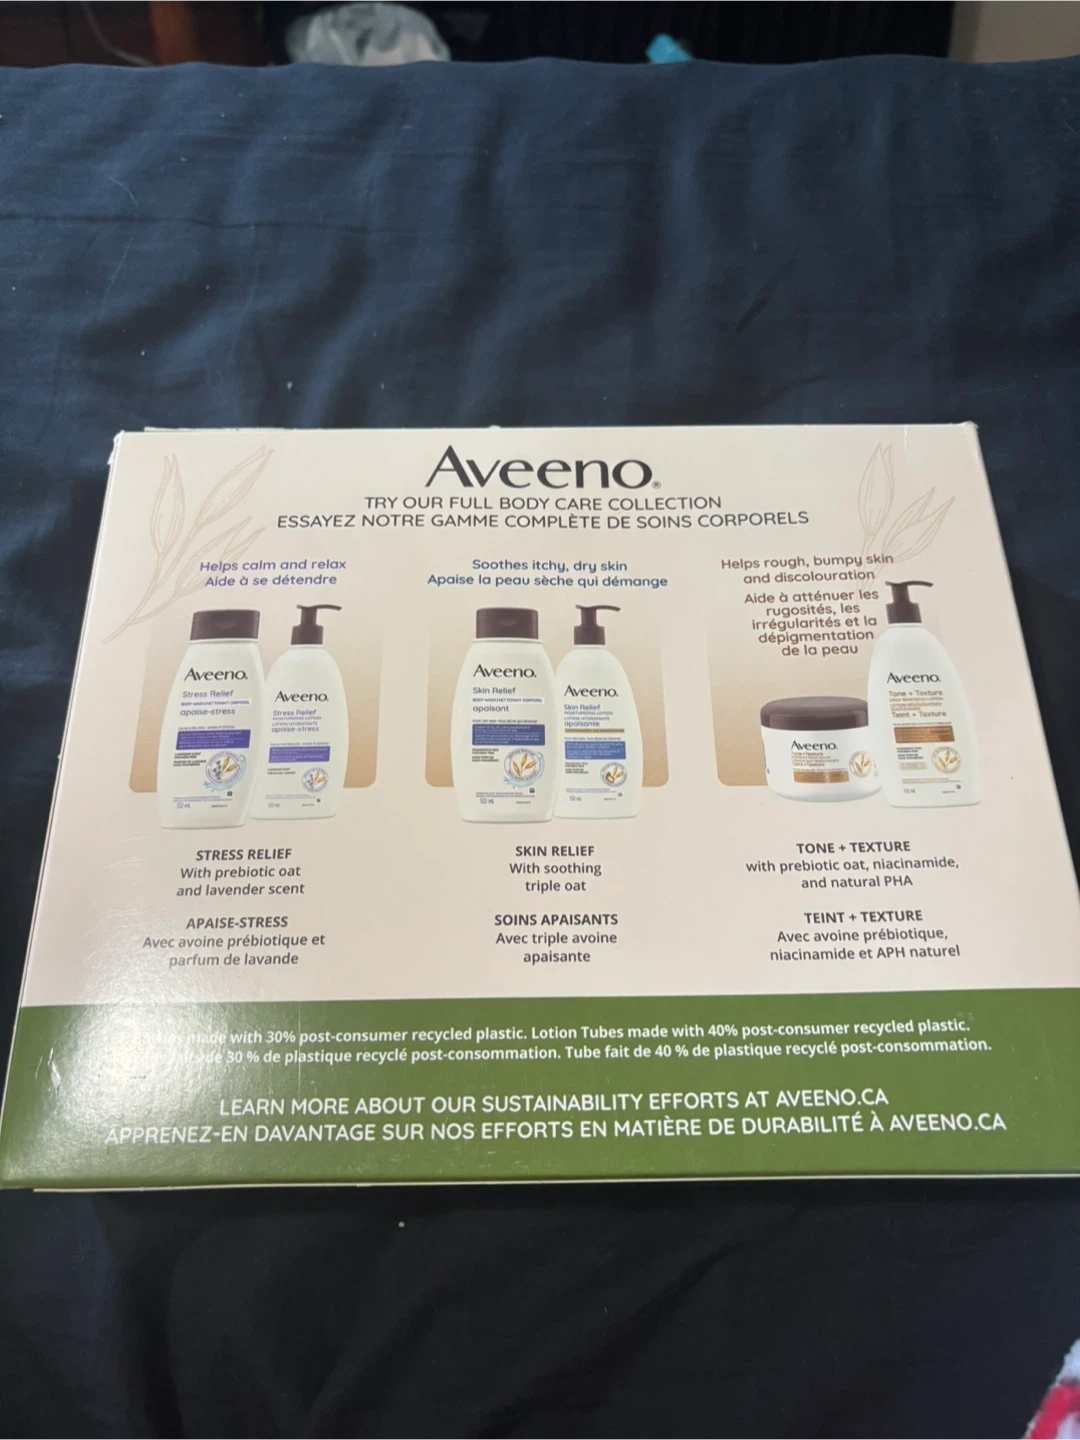 Aveeno®
TRY OUR FULL BODY CARE COLLECTION
ESSAYEZ NOTRE GAMME COMPLÈTE DE SOINS CORPORELS
Helps calm and relax
Aide à se détendre
Aveeno.
Stress Relief
apaise-stress
Aveeno.
Stress Relief
apaise-stress
STRESS RELIEF
With prebiotic oat
and lavender scent
APAISE-STRESS
Avec avoine prébiotique et
parfum de lavande
Soothes itchy, dry skin
Apaise la peau sèche qui démange
Aveeno.
Skin Relief
apaisant
Aveeno.
Skin Relief
apaisante
SKIN RELIEF
With soothing
triple oat
SOINS APAISANTS
Avec triple avoine
apaisante
Helps rough, bumpy skin
and discolouration
Aide à atténuer les
rugosités, les
irrégularités et la
dépigmentation
de la peau
Aveeno.
Aveeno.
Tone + Texture
Teint + Texture
TONE + TEXTURE
with prebiotic oat, niacinamide,
and natural PHA
TEINT + TEXTURE
Avec avoine prébiotique,
niacinamide et APH naturel
made with 30% post-consumer recycled plastic. Lotion Tubes made with 40% post-consumer recycled plastic.
de 30 % de plastique recyclé post-consommation. Tube fait de 40 % de plastique recyclé post-consommation.
LEARN MORE ABOUT OUR SUSTAINABILITY EFFORTS AT AVEENO.CA
APPRENEZ-EN DAVANTAGE SUR NOS EFFORTS EN MATIÈRE DE DURABILITÉ À AVEENO.CA